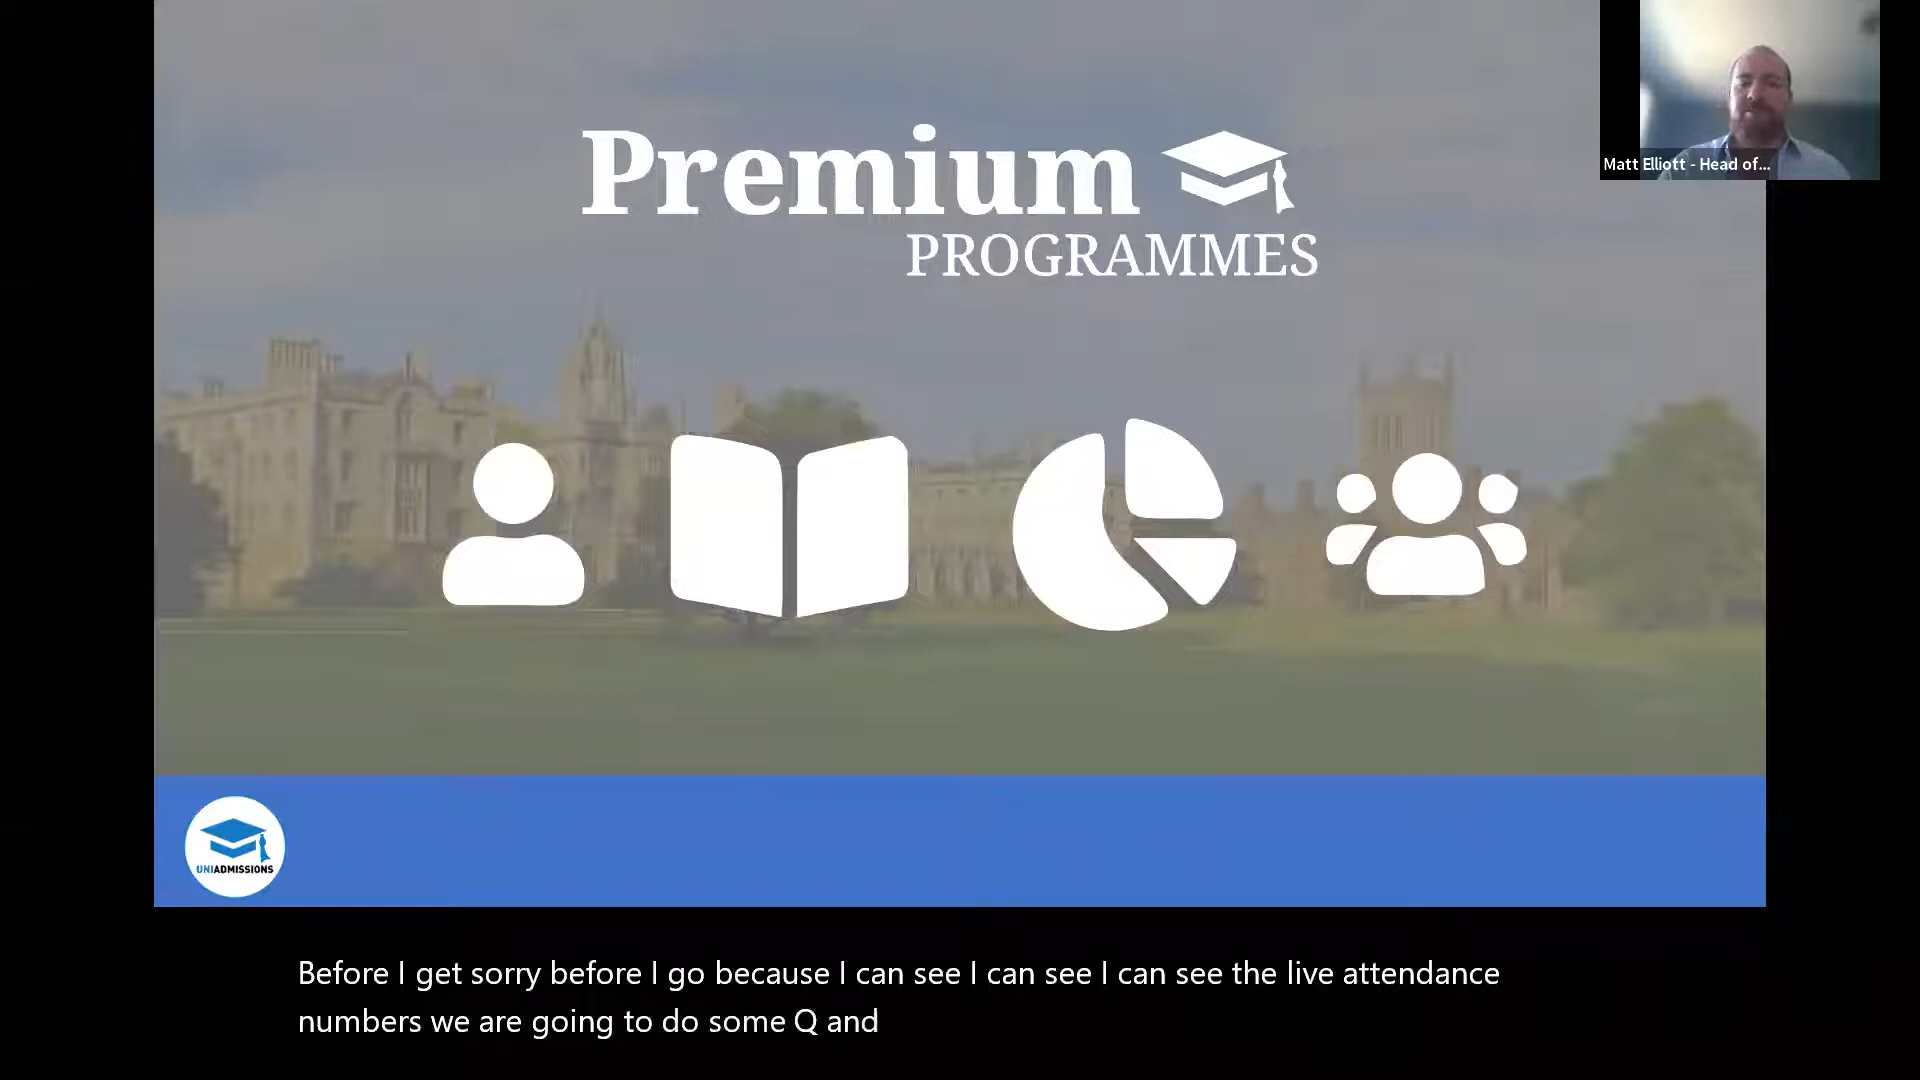 Premium
PROGRAMMES
Matt Elliott - Head of...
UNIADMISSIONS
Before I get sorry before I go because I can see I can see I can see the live attendance
numbers we are going to do some Q and